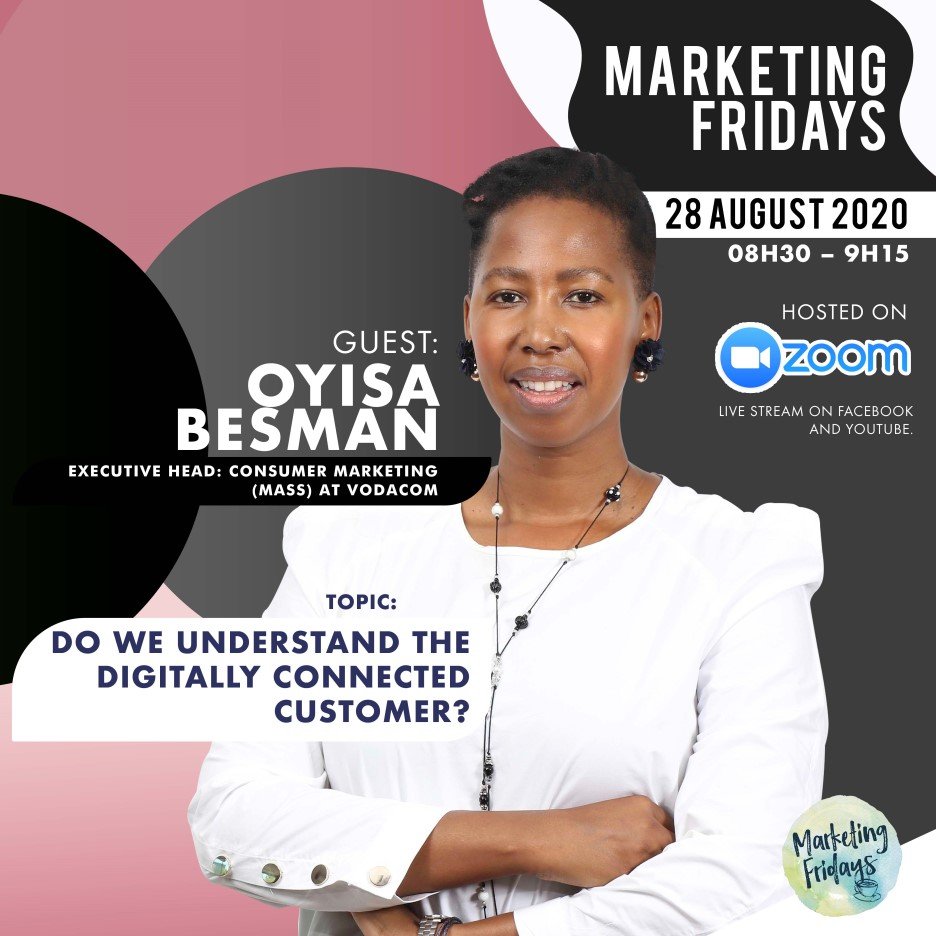 MARKETING
FRIDAYS
28 AUGUST 2020
08H30 – 9H15
HOSTED ON
zoom
LIVE STREAM ON FACEBOOK
AND YOUTUBE.
GUEST:
OYISA
BESMAN
EXECUTIVE HEAD: CONSUMER MARKETING
(MASS) AT VODACOM
TOPIC:
DO WE UNDERSTAND THE
DIGITALLY CONNECTED
CUSTOMER?
Marketing
Fridays